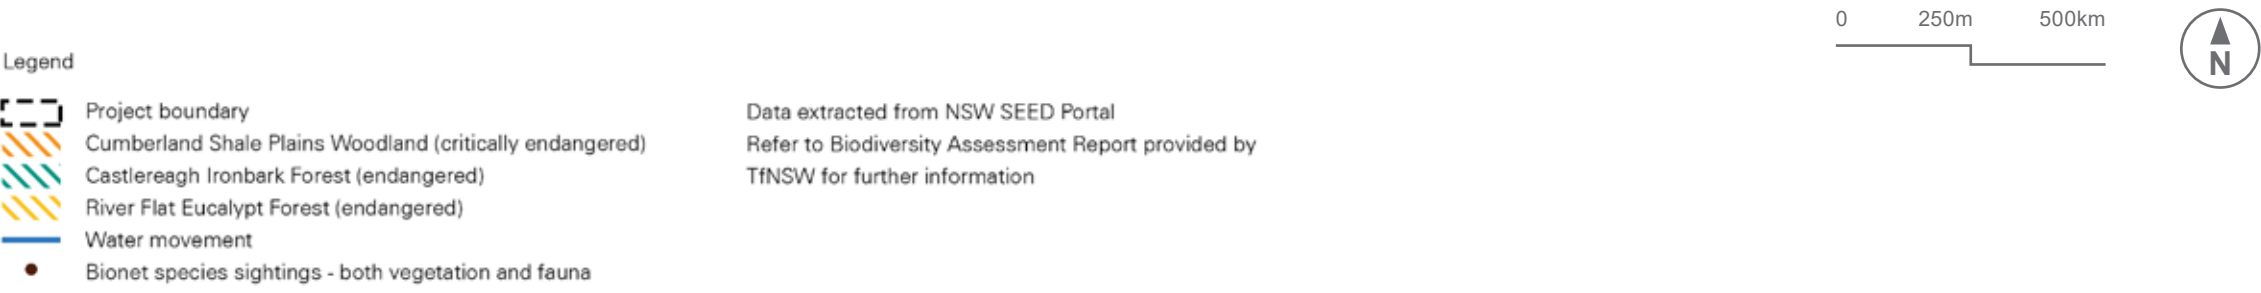 0 250m 500km
N
Legend
Project boundary
Cumberland Shale Plains Woodland (critically endangered)
Castlereagh Ironbark Forest (endangered)
River Flat Eucalypt Forest (endangered)
Water movement
Bionet species sightings - both vegetation and fauna
Data extracted from NSW SEED Portal
Refer to Biodiversity Assessment Report provided by
TfNSW for further information